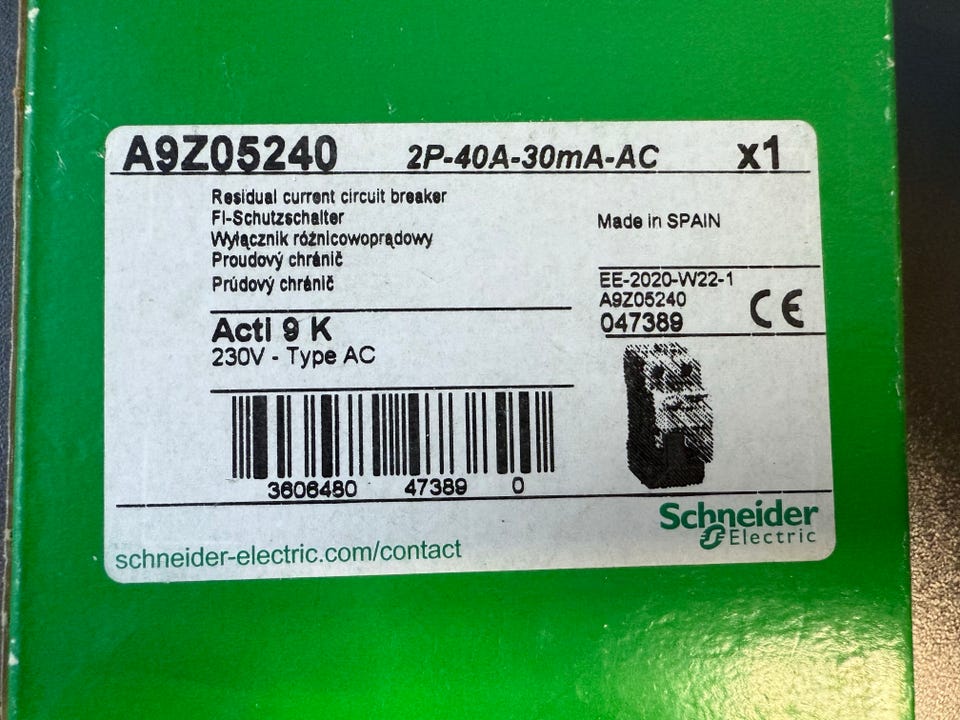 A9Z05240 2P-40A-30mA-AC x1
Residual current circuit breaker
FI-Schutzschalter
Wyłącznik różnicowoprądowy
Proudový chránič
Prúdový chránič
Made in SPAIN
EE-2020-W22-1
A9Z05240
047389
CE
Acti 9 K
230V - Type AC
3606480 47389 0
Schneider
Electric
schneider-electric.com/contact